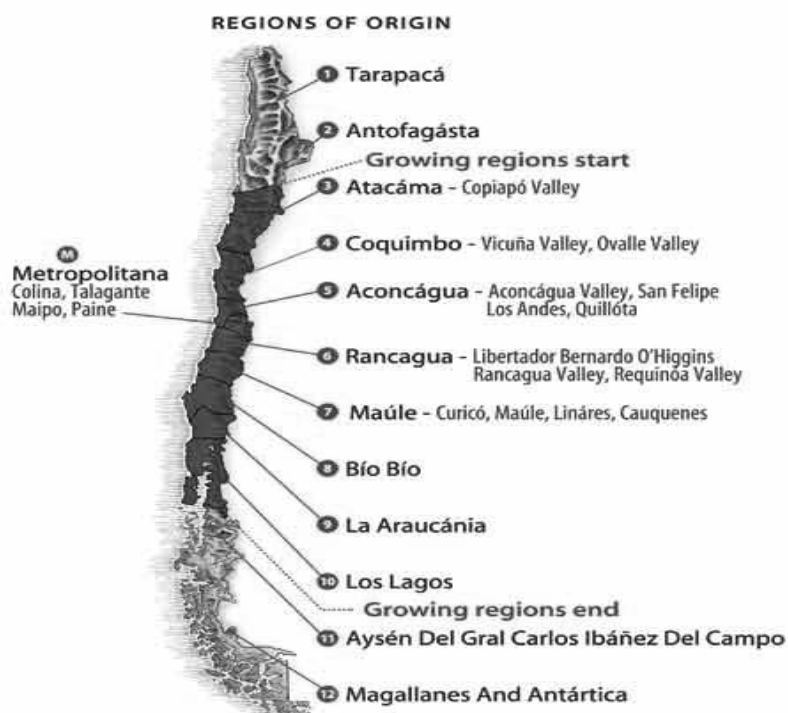 REGIONS OF ORIGIN
1 Tarapacá
2 Antofagásta
Growing regions start
3 Atacáma - Copiapó Valley
4 Coquimbo - Vicuña Valley, Ovalle Valley
M
Metropolitana
Colina, Talagante
Maipo, Paine
5 Aconcágua - Aconcágua Valley, San Felipe
Los Andes, Quillóta
6 Rancagua - Libertador Bernardo O'Higgins
Rancagua Valley, Requínoa Valley
7 Maúle - Curicó, Maúle, Lináres, Cauquenes
8 Bío Bío
9 La Araucánia
10 Los Lagos
Growing regions end
11 Aysén Del Gral Carlos Ibáñez Del Campo
12 Magallanes And Antártica